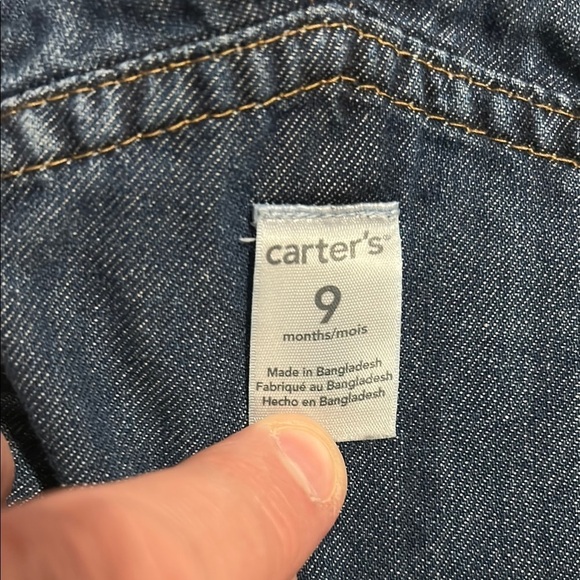 carter's
9
months/mois
Made in Bangladesh
Fabriqué au Bangladesh
Hecho en Bangladesh